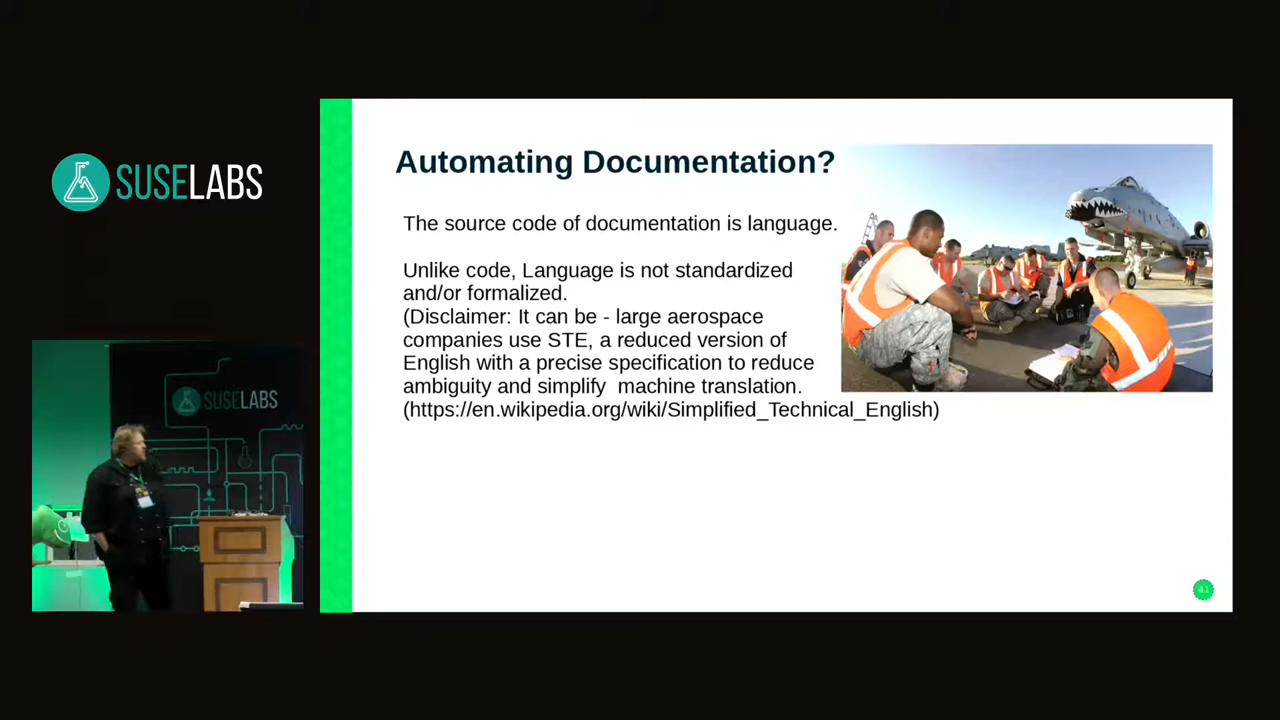 SUSELABS
Automating Documentation?
The source code of documentation is language.
Unlike code, Language is not standardized
and/or formalized.
(Disclaimer: It can be - large aerospace
companies use STE, a reduced version of
English with a precise specification to reduce
ambiguity and simplify  machine translation.
(https://en.wikipedia.org/wiki/Simplified_Technical_English)
SUSELABS
41